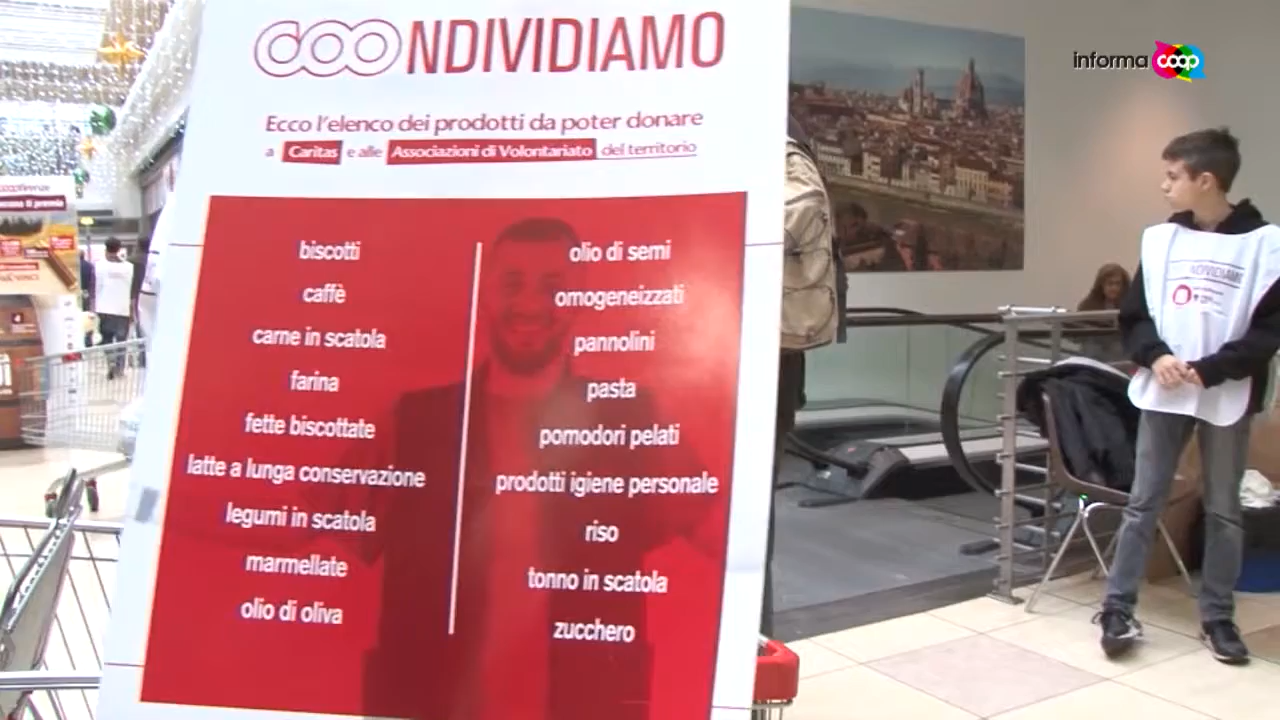 COONDIVIDIAMO
Ecco l'elenco dei prodotti da poter donare
a Caritas e alle Associazioni di Volontariato del territorio
biscotti
caffè
carne in scatola
farina
fette biscottate
latte a lunga conservazione
legumi in scatola
marmellate
olio di oliva
olio di semi
omogeneizzati
pannolini
pasta
pomodori pelati
prodotti igiene personale
riso
tonno in scatola
zucchero
informa coop
NDIVIDIAMO